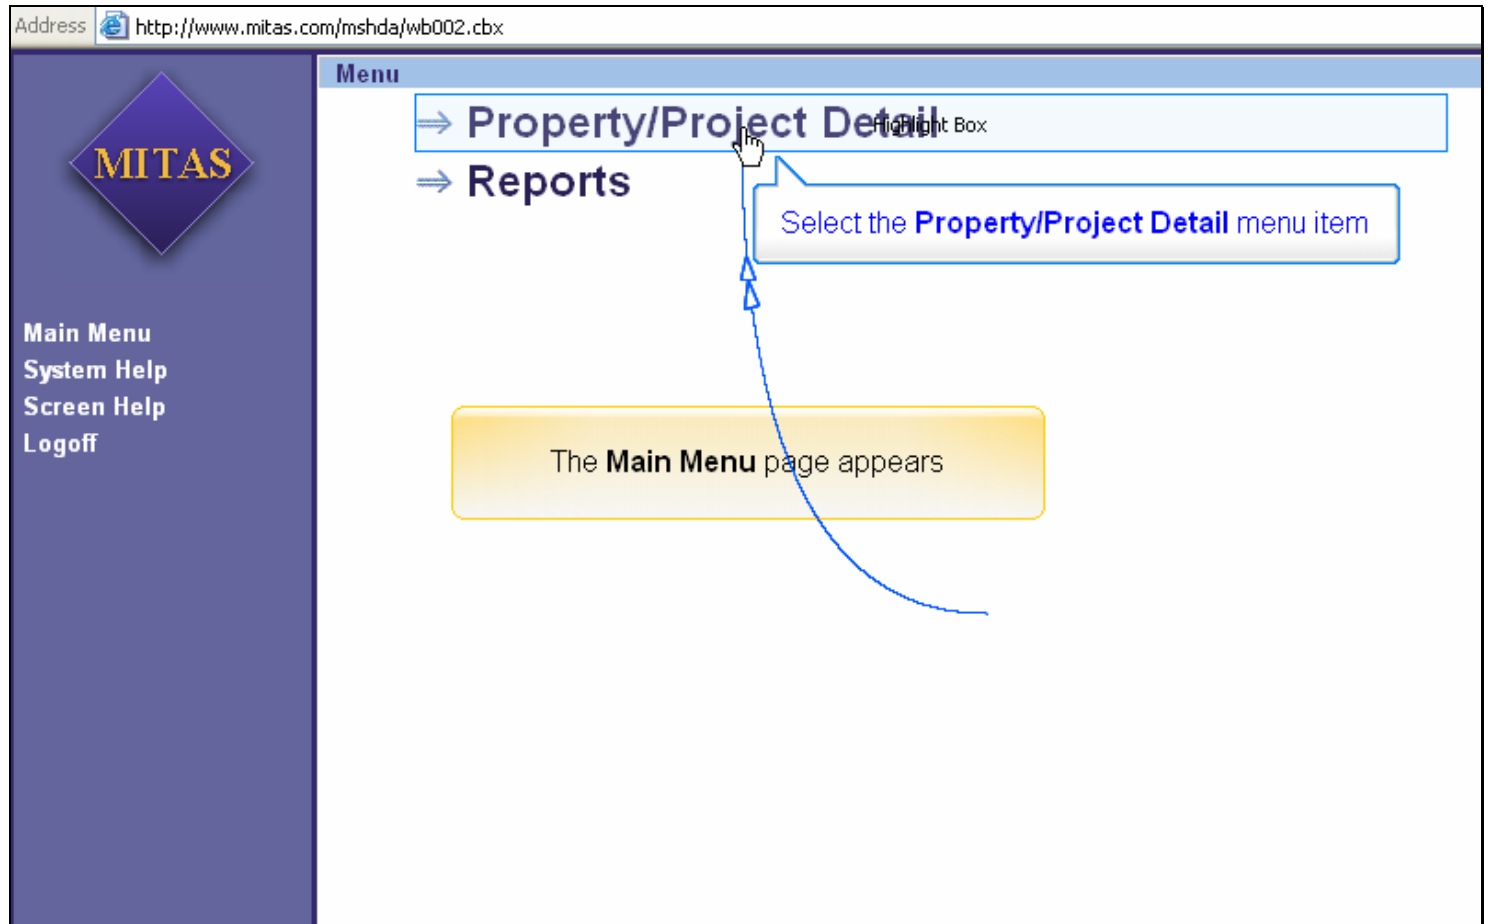 Address http://www.mitas.com/mshda/wb002.cbx
MITAS
Main Menu
System Help
Screen Help
Logoff
Menu
Property/Project Detail
Highlight Box
Reports
Select the Property/Project Detail menu item
The Main Menu page appears